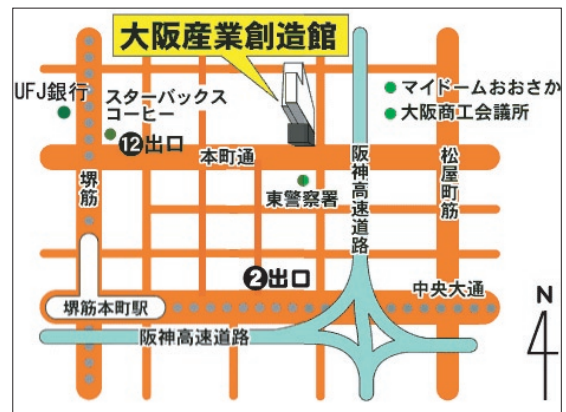 大阪産業創造館
UFJ銀行
スターバックス
コーヒー
マイドームおおさか
大阪商工会議所
⑫出口
本町通
堺筋
東警察署
阪神高速道路
松屋町筋
❷出口
中央大通
堺筋本町駅
阪神高速道路
N